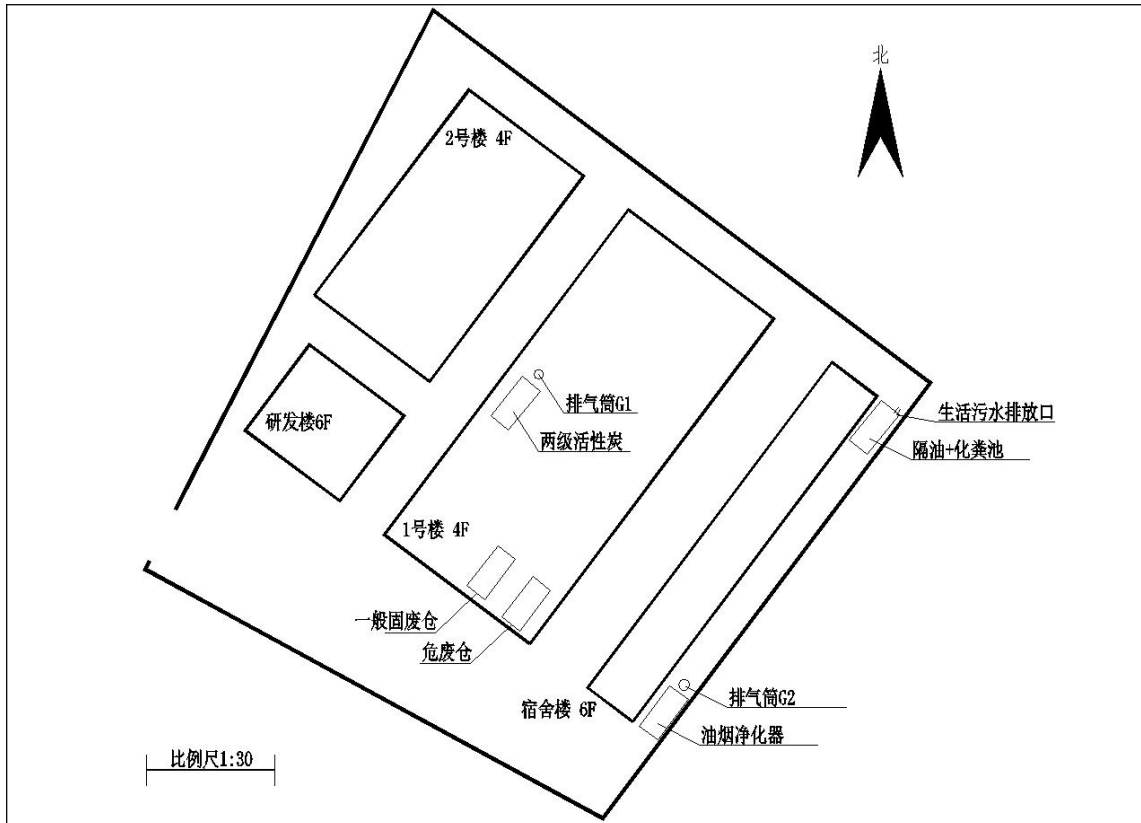 北
2号楼 4F
排气筒G1
研发楼6F
生活污水排放口
两级活性炭
隔油+化粪池
1号楼 4F
一般固废仓
危废仓
排气筒G2
宿舍楼 6F
油烟净化器
比例尺1:30